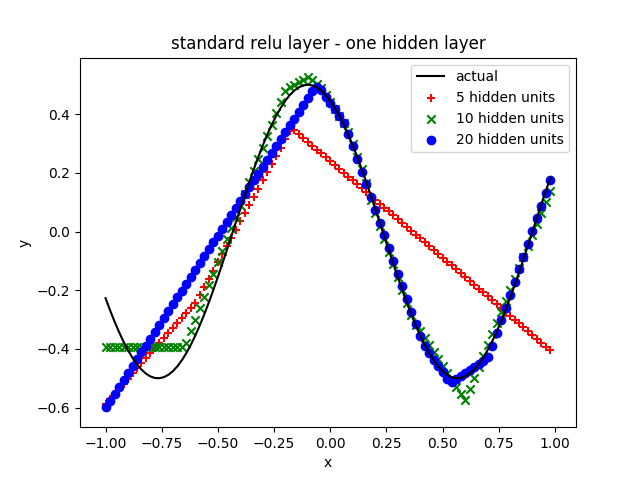 standard relu layer - one hidden layer
actual
5 hidden units
10 hidden units
20 hidden units
0.4
0.2
0.0
−0.2
−0.4
−0.6
y
−1.00 −0.75 −0.50 −0.25 0.00 0.25 0.50 0.75 1.00
x